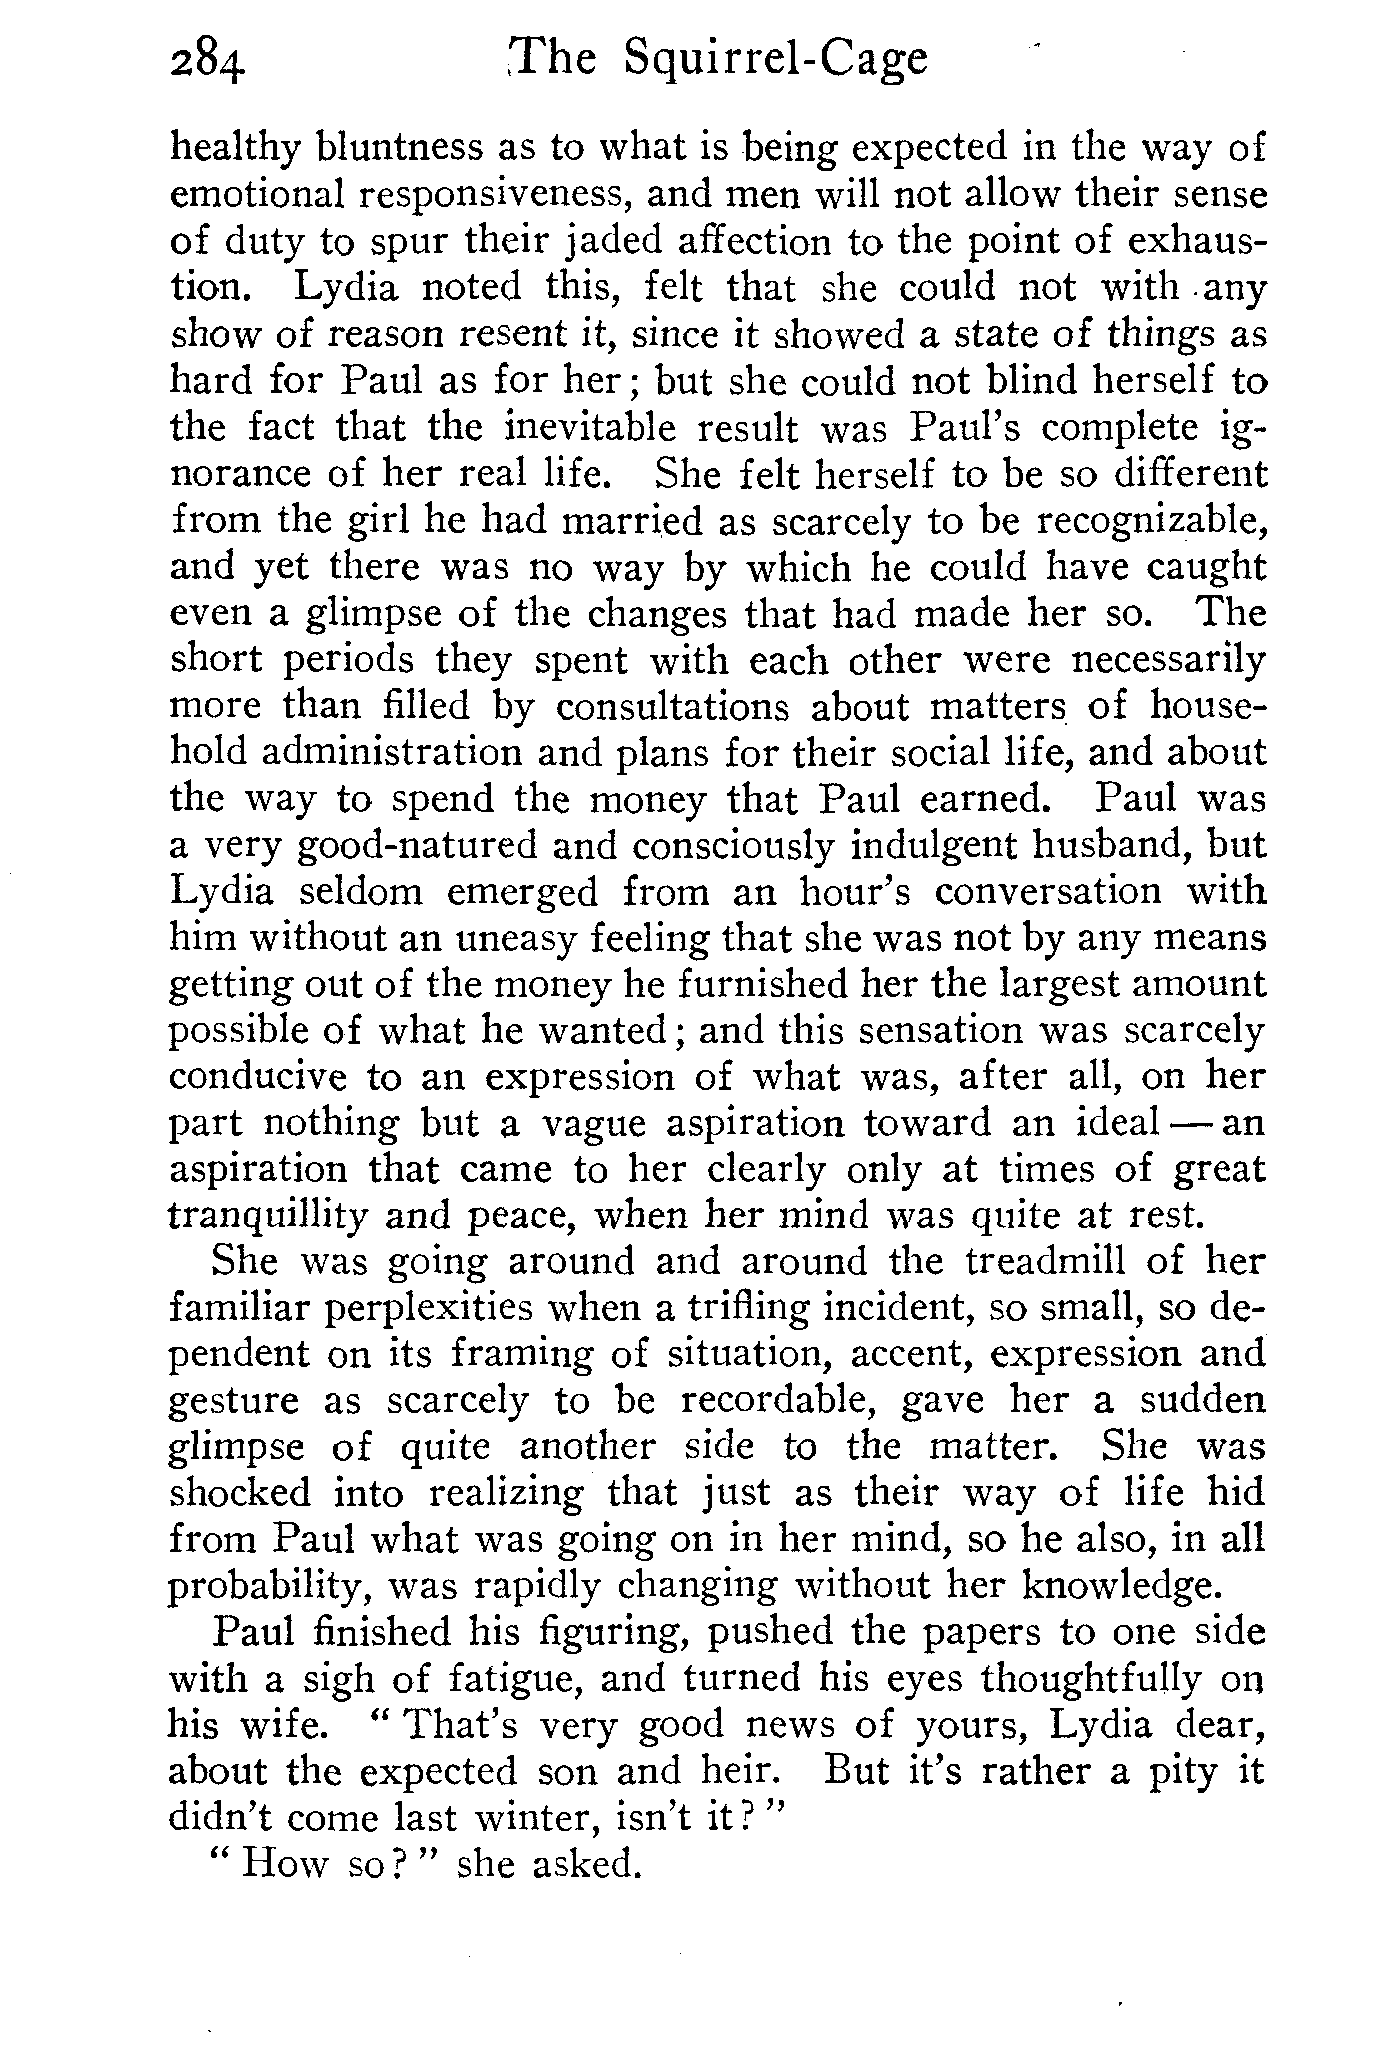 284 The Squirrel-Cage
healthy bluntness as to what is being expected in the way of
emotional responsiveness, and men will not allow their sense
of duty to spur their jaded affection to the point of exhaus-
tion. Lydia noted this, felt that she could not with any
show of reason resent it, since it showed a state of things as
hard for Paul as for her; but she could not blind herself to
the fact that the inevitable result was Paul's complete ig-
norance of her real life. She felt herself to be so different
from the girl he had married as scarcely to be recognizable,
and yet there was no way by which he could have caught
even a glimpse of the changes that had made her so. The
short periods they spent with each other were necessarily
more than filled by consultations about matters of house-
hold administration and plans for their social life, and about
the way to spend the money that Paul earned. Paul was
a very good-natured and consciously indulgent husband, but
Lydia seldom emerged from an hour's conversation with
him without an uneasy feeling that she was not by any means
getting out of the money he furnished her the largest amount
possible of what he wanted; and this sensation was scarcely
conducive to an expression of what was, after all, on her
part nothing but a vague aspiration toward an ideal — an
aspiration that came to her clearly only at times of great
tranquillity and peace, when her mind was quite at rest.
She was going around and around the treadmill of her
familiar perplexities when a trifling incident, so small, so de-
pendent on its framing of situation, accent, expression and
gesture as scarcely to be recordable, gave her a sudden
glimpse of quite another side to the matter. She was
shocked into realizing that just as their way of life hid
from Paul what was going on in her mind, so he also, in all
probability, was rapidly changing without her knowledge.
Paul finished his figuring, pushed the papers to one side
with a sigh of fatigue, and turned his eyes thoughtfully on
his wife. " That's very good news of yours, Lydia dear,
about the expected son and heir. But it's rather a pity it
didn't come last winter, isn't it? "
" How so? " she asked.